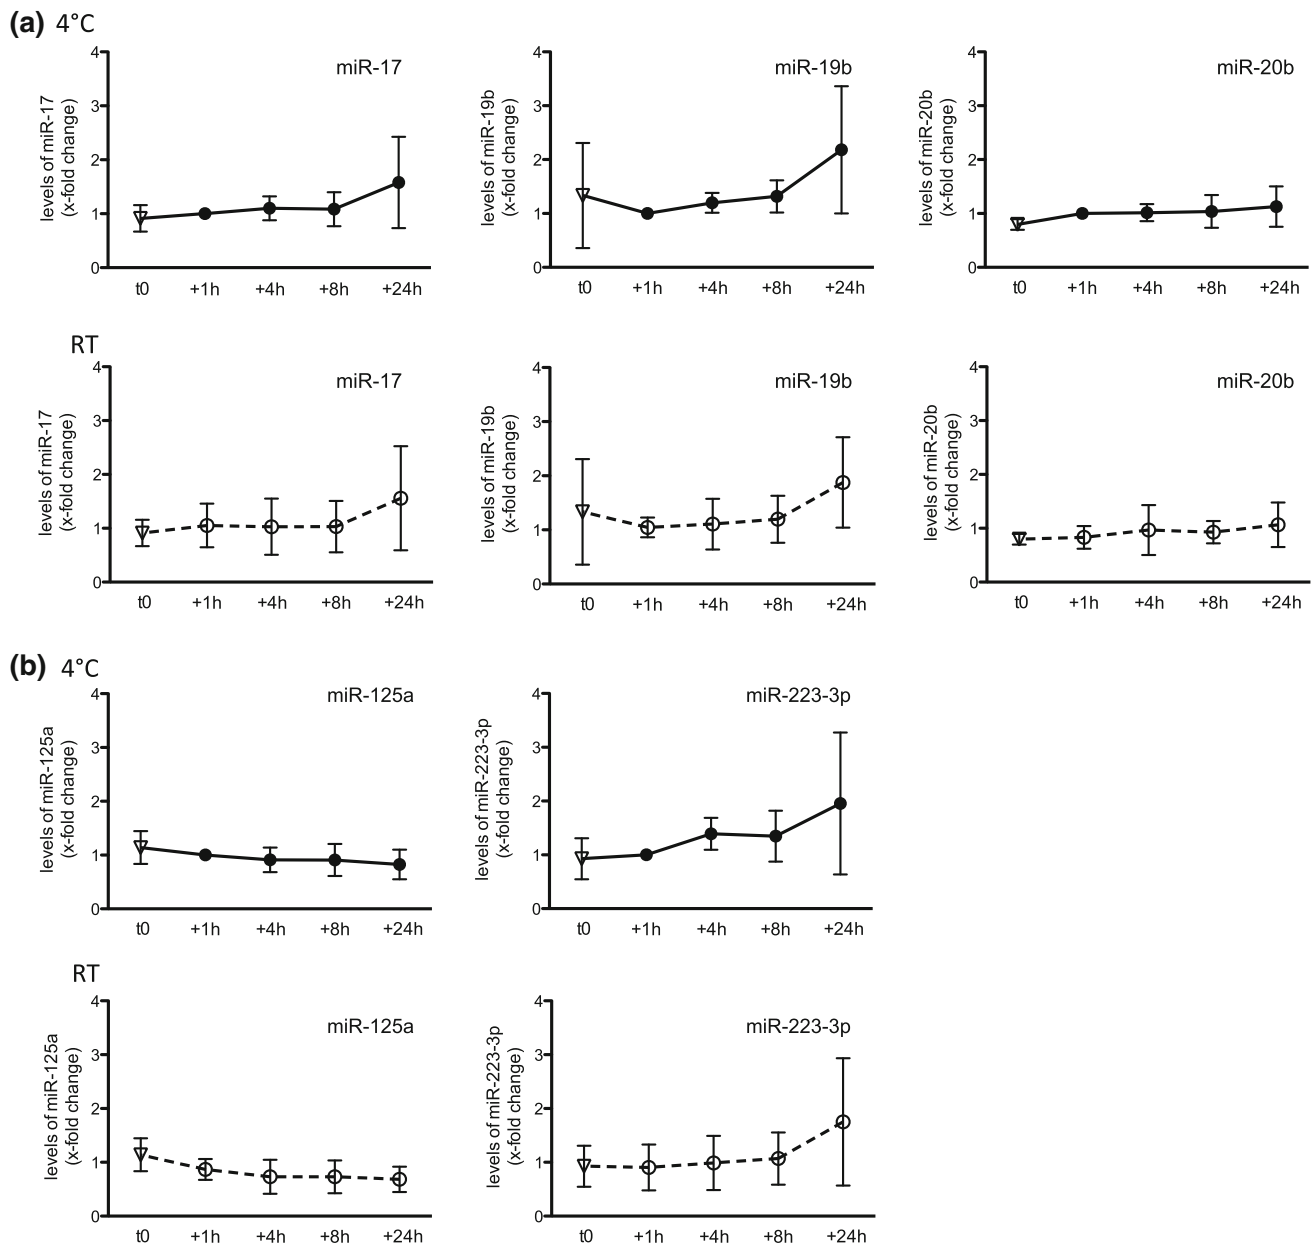 (a) 4°C
miR-17
levels of miR-17
(x-fold change)
4
3
2
1
0
t0 +1h +4h +8h +24h
miR-19b
levels of miR-19b
(x-fold change)
4
3
2
1
0
t0 +1h +4h +8h +24h
miR-20b
levels of miR-20b
(x-fold change)
4
3
2
1
0
t0 +1h +4h +8h +24h
RT
miR-17
levels of miR-17
(x-fold change)
4
3
2
1
0
t0 +1h +4h +8h +24h
miR-19b
levels of miR-19b
(x-fold change)
4
3
2
1
0
t0 +1h +4h +8h +24h
miR-20b
levels of miR-20b
(x-fold change)
4
3
2
1
0
t0 +1h +4h +8h +24h
(b) 4°C
miR-125a
levels of miR-125a
(x-fold change)
4
3
2
1
0
t0 +1h +4h +8h +24h
miR-223-3p
levels of miR-223-3p
(x-fold change)
4
3
2
1
0
t0 +1h +4h +8h +24h
RT
miR-125a
levels of miR-125a
(x-fold change)
4
3
2
1
0
t0 +1h +4h +8h +24h
miR-223-3p
levels of miR-223-3p
(x-fold change)
4
3
2
1
0
t0 +1h +4h +8h +24h